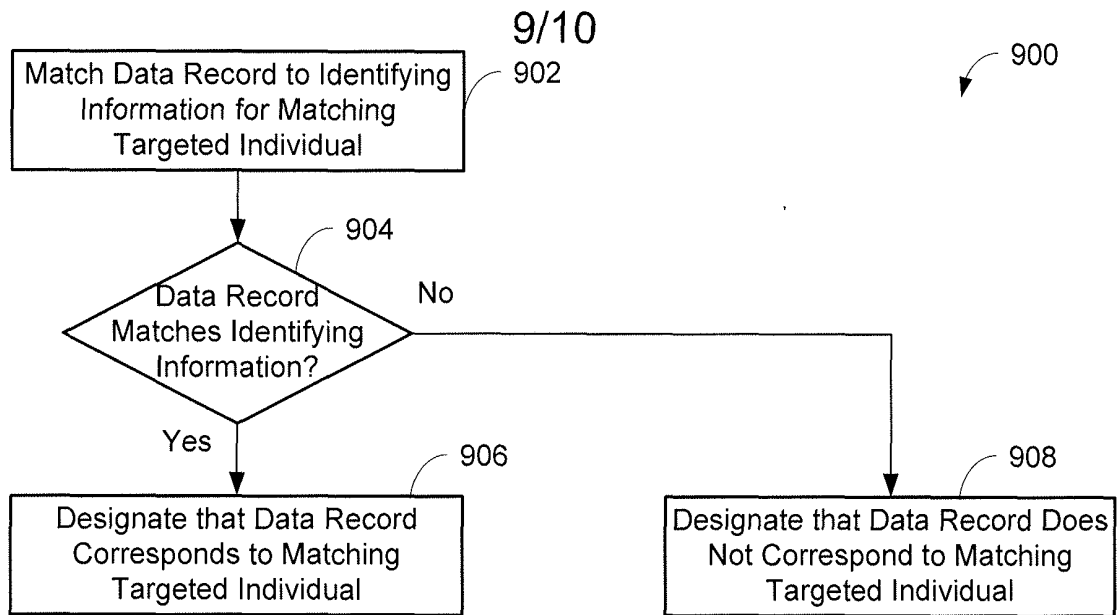 9/10
900
Match Data Record to Identifying
Information for Matching
Targeted Individual
902
904
Data Record
Matches Identifying
Information?
No
Yes
906
Designate that Data Record
Corresponds to Matching
Targeted Individual
908
Designate that Data Record Does
Not Correspond to Matching
Targeted Individual